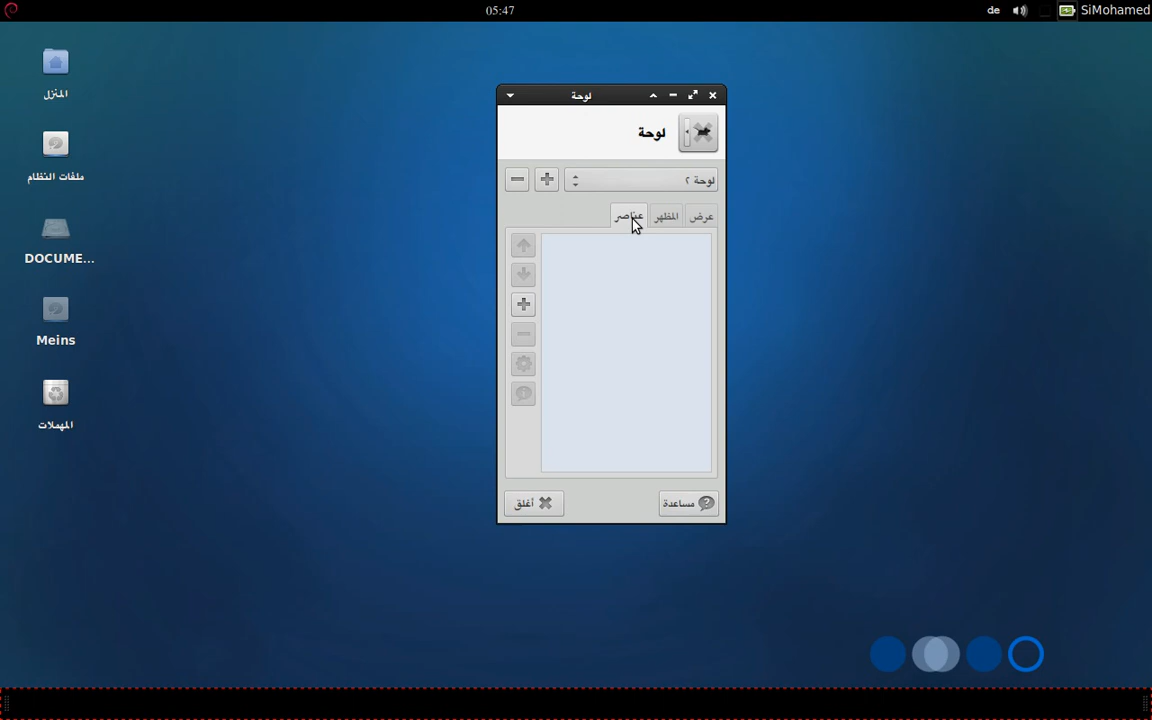 05:47
de
SiMohamed
المنزل
ملفات النظام
DOCUME...
Meins
المهملات
لوحة
لوحة
لوحة ٢
عرض
المظهر
عناصر
أغلق
مساعدة